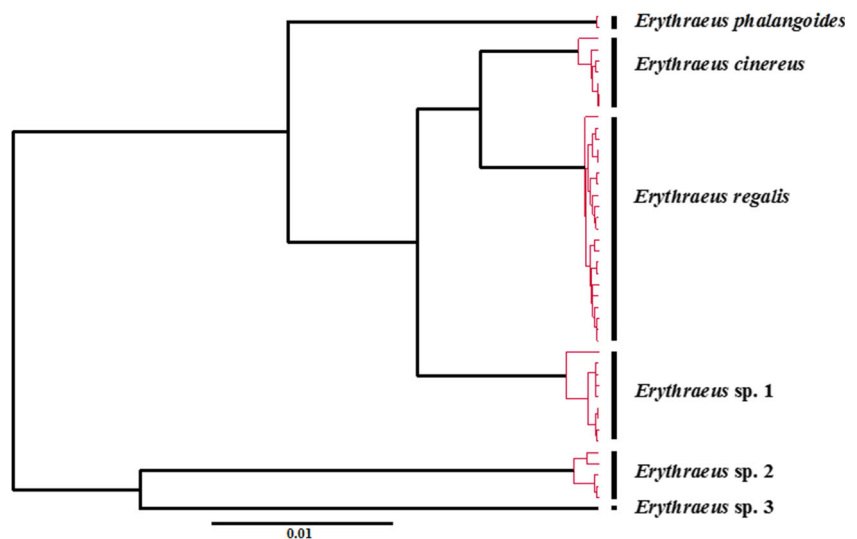 Erythraeus phalangoides
Erythraeus cinereus
Erythraeus regalis
Erythraeus sp. 1
Erythraeus sp. 2
Erythraeus sp. 3
0.01